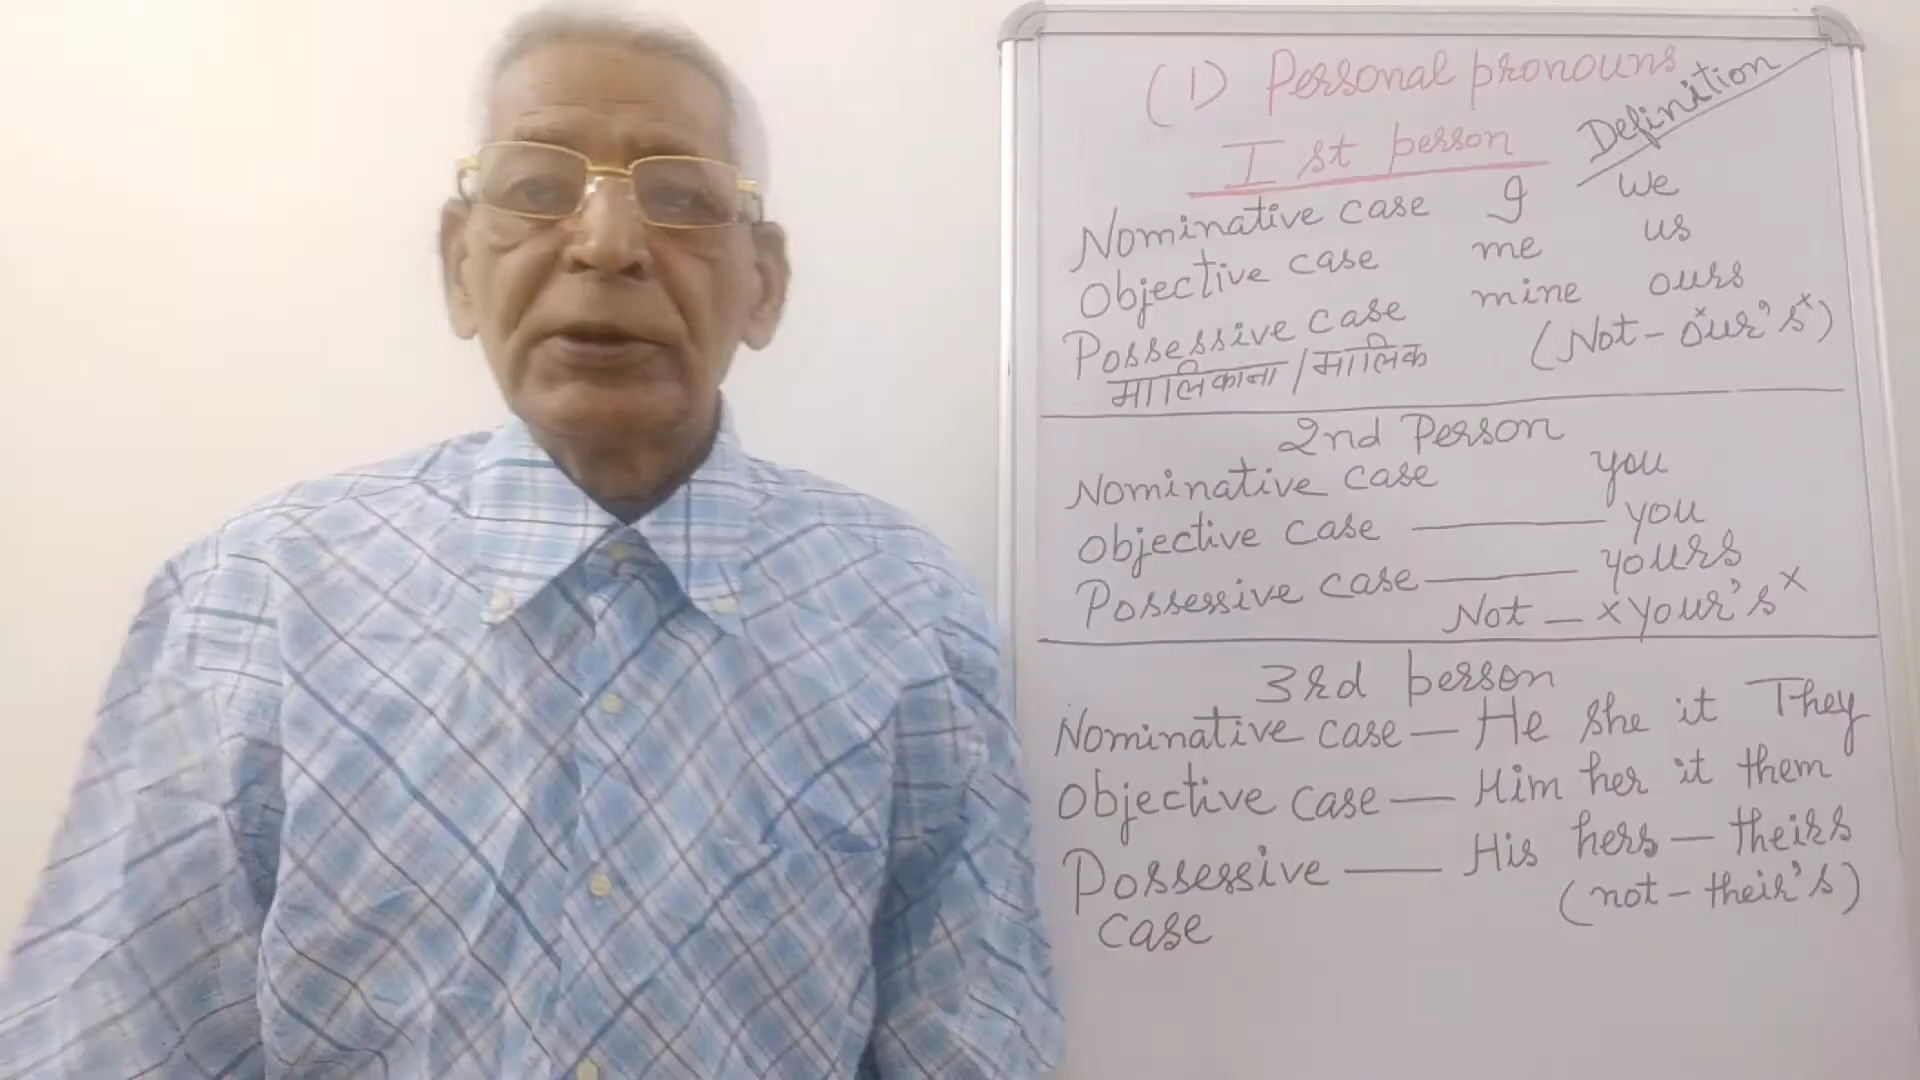 (1) Personal pronouns
Definition
I st person
Nominative case I we
Objective case me us
Possessive case mine ours
मालिकाना / मालिक (Not - our's)
2nd Person
Nominative case you
Objective case — you
Possessive case — yours
Not — x your's x
3rd person
Nominative case — He she it They
Objective case — Him her it them
Possessive — His hers — theirs
case (not - their's)